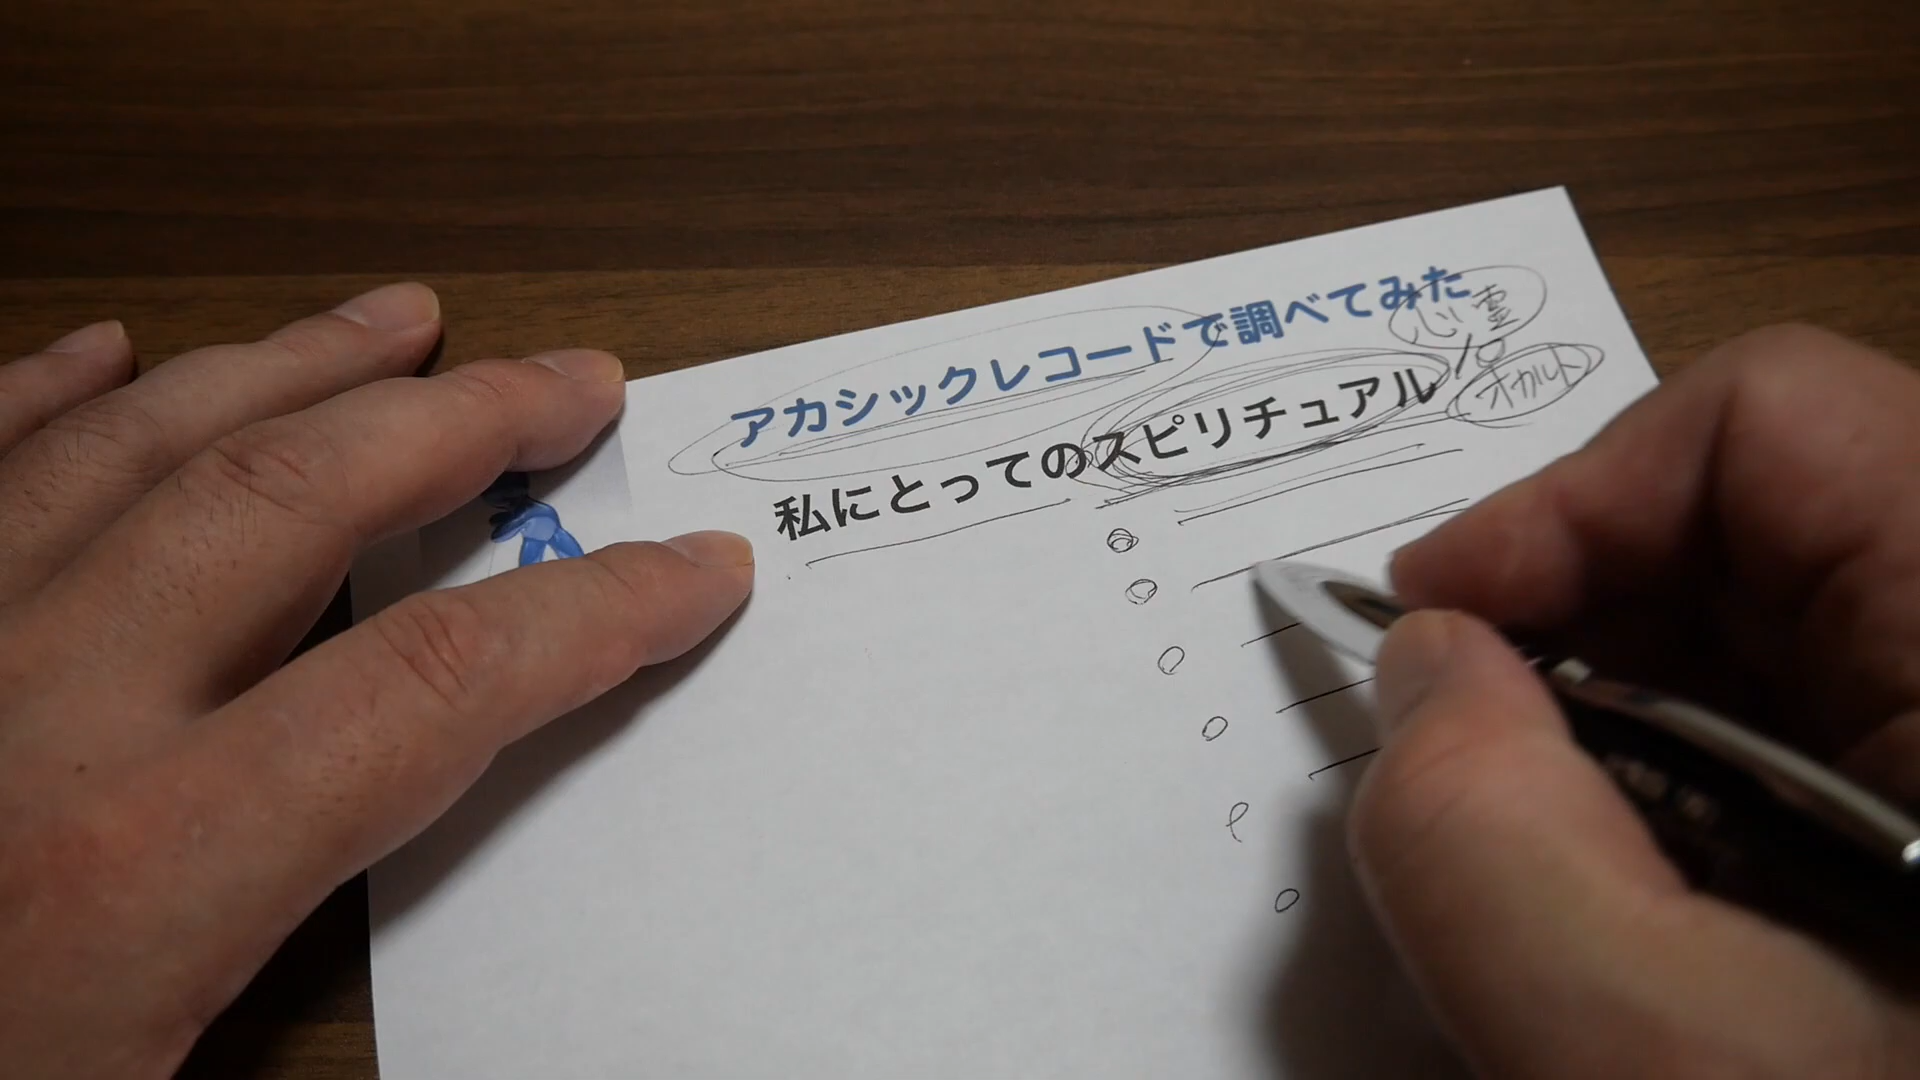 アカシックレコードで調べてみた
心霊
オカルト
私にとってのスピリチュアル